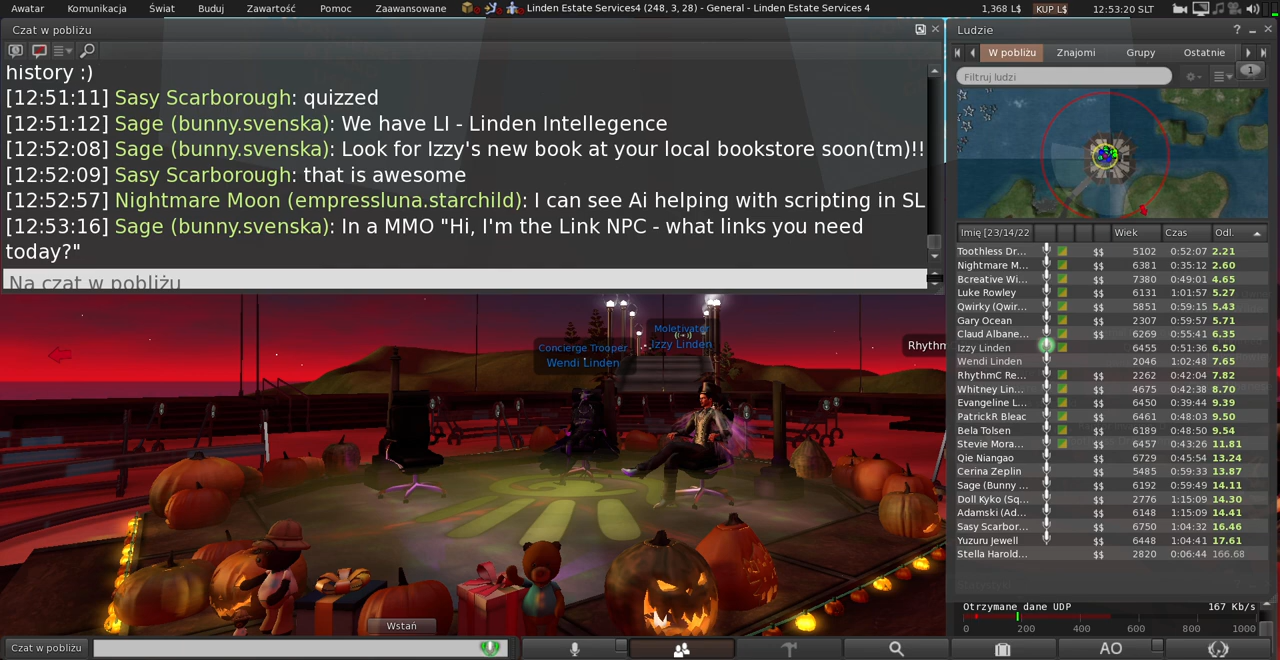 Awatar Komunikacja Świat Buduj Zawartość Pomoc Zaawansowane Linden Estate Services4 (248, 3, 28) - General - Linden Estate Services 4 1,368 L$ KUP L$ 12:53:20 SLT
Czat w pobliżu
history :)
[12:51:11] Sasy Scarborough: quizzed
[12:51:12] Sage (bunny.svenska): We have LI - Linden Intellegence
[12:52:08] Sage (bunny.svenska): Look for Izzy's new book at your local bookstore soon(tm)!!
[12:52:09] Sasy Scarborough: that is awesome
[12:52:57] Nightmare Moon (empressluna.starchild): I can see Ai helping with scripting in SL
[12:53:16] Sage (bunny.svenska): In a MMO "Hi, I'm the Link NPC - what links you need
today?"
Na czat w pobliżu
Moletivator
Izzy Linden
Concierge Trooper
Wendi Linden
Rhythm
Wstań
Czat w pobliżu
Ludzie
W pobliżu Znajomi Grupy Ostatnie
Filtruj ludzi
1
Imię [23/14/22 Wiek Czas Odl.
Toothless Dr... $$ 5102 0:52:07 2.21
Nightmare M... $$ 6381 0:35:12 2.60
Bcreative Wi... $$ 7380 0:49:01 4.65
Luke Rowley $$ 6131 1:01:57 5.27
Qwirky (Qwir... $$ 5851 0:59:15 5.43
Gary Ocean $$ 2307 0:59:57 5.71
Claud Albane... $$ 6269 0:55:41 6.35
Izzy Linden 6455 0:51:36 6.50
Wendi Linden 2046 1:02:48 7.65
RhythmC Re... $$ 2262 0:42:04 7.82
Whitney Lin... $$ 4675 0:42:38 8.70
Evangeline L... $$ 6450 0:39:44 9.39
PatrickR Bleac $$ 6461 0:48:03 9.50
Bela Tolsen $$ 6189 0:48:50 9.54
Stevie Mora... $$ 6457 0:43:26 11.81
Qie Niangao $$ 6729 0:45:54 13.24
Cerina Zeplin $$ 5485 0:59:33 13.87
Sage (Bunny ... $$ 6192 0:59:49 14.11
Doll Kyko (Sq... $$ 2776 1:15:09 14.30
Adamski (Ad... $$ 6148 1:15:09 14.41
Sasy Scarbor... $$ 6750 1:04:32 16.46
Yuzuru Jewell $$ 6448 1:04:41 17.61
Stella Harold... $$ 2820 0:06:44 166.68
Otrzymane dane UDP 167 Kb/s
0 200 400 600 800 1000
AO